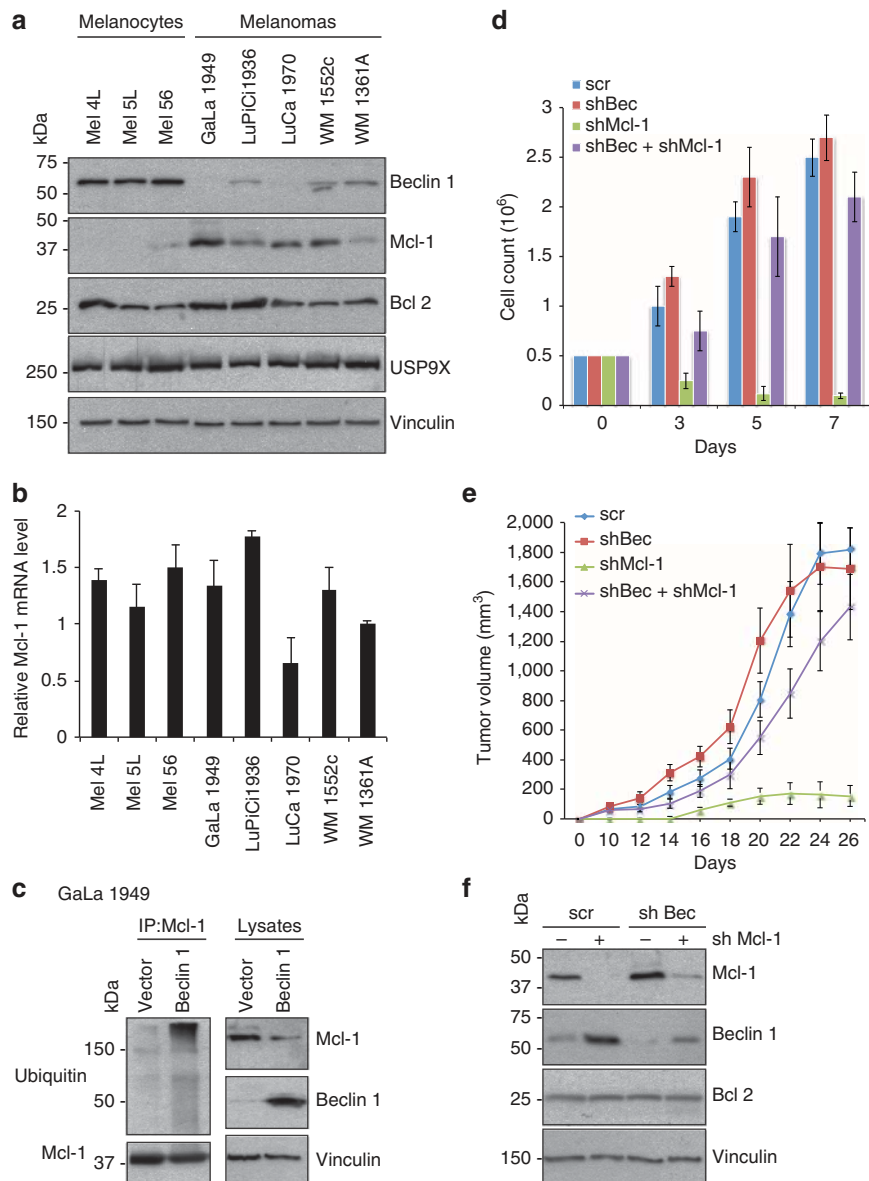 a
Melanocytes Melanomas
Mel 4L Mel 5L Mel 56 GaLa 1949 LuPiCi1936 LuCa 1970 WM 1552c WM 1361A
kDa
75
50
Beclin 1
50
37
Mcl-1
25
Bcl 2
250
USP9X
150
Vinculin
b
Relative Mcl-1 mRNA level
2
1.5
1
0.5
0
Mel 4L Mel 5L Mel 56 GaLa 1949 LuPiCi1936 LuCa 1970 WM 1552c WM 1361A
c GaLa 1949
IP:Mcl-1 Lysates
Vector Beclin 1 Vector Beclin 1
kDa
150
Ubiquitin
50
Mcl-1
37
Mcl-1
Beclin 1
Vinculin
d
scr
shBec
shMcl-1
shBec + shMcl-1
Cell count (10⁶)
3
2.5
2
1.5
1
0.5
0
0 3 5 7
Days
e
scr
shBec
shMcl-1
shBec + shMcl-1
Tumor volume (mm³)
2,000
1,800
1,600
1,400
1,200
1,000
800
600
400
200
0
0 10 12 14 16 18 20 22 24 26
Days
f
kDa
scr sh Bec
– + – + sh Mcl-1
50
37
Mcl-1
75
50
Beclin 1
25
Bcl 2
150
Vinculin